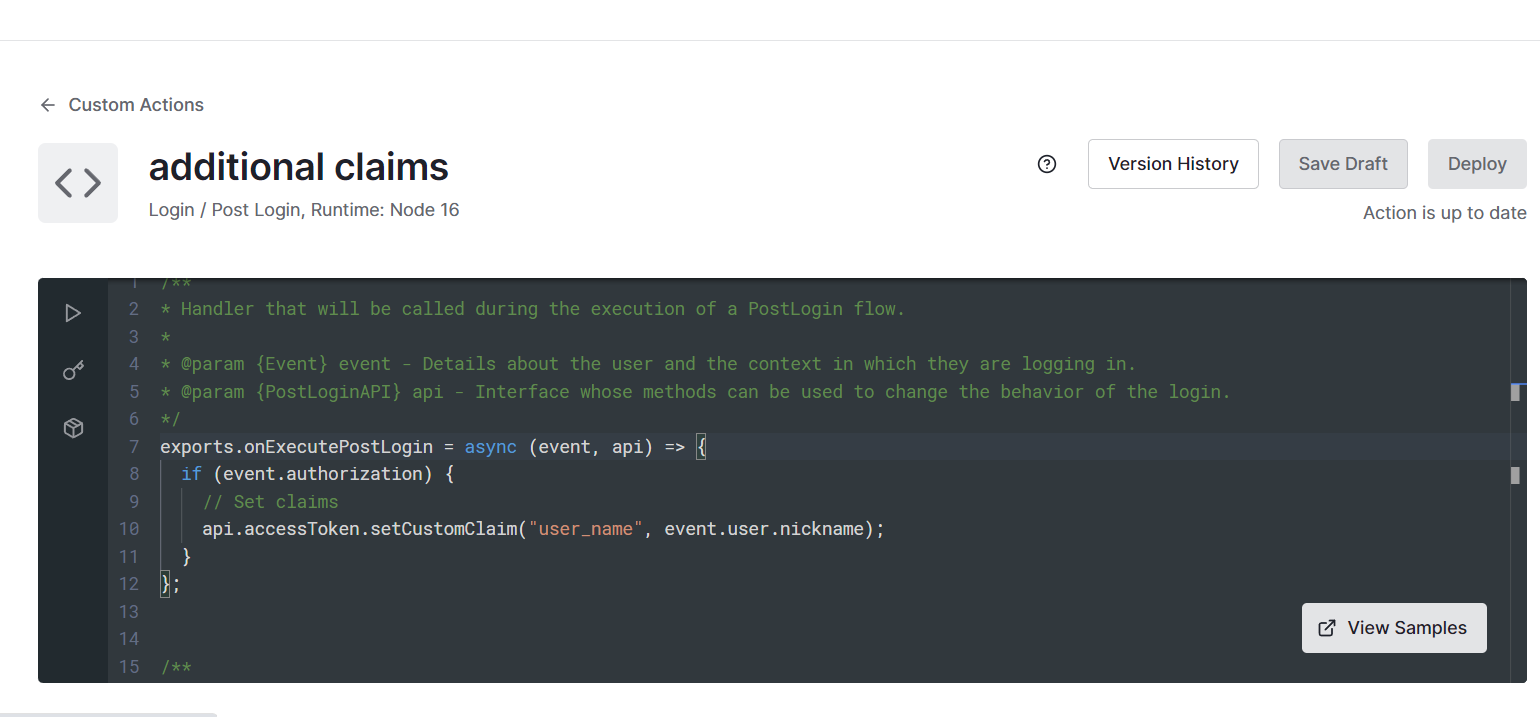 Custom Actions
additional claims
Login / Post Login, Runtime: Node 16
Version History
Save Draft
Deploy
Action is up to date
1 /**
2 * Handler that will be called during the execution of a PostLogin flow.
3 *
4 * @param {Event} event - Details about the user and the context in which they are logging in.
5 * @param {PostLoginAPI} api - Interface whose methods can be used to change the behavior of the login.
6 */
7 exports.onExecutePostLogin = async (event, api) => {
8 if (event.authorization) {
9 // Set claims
10 api.accessToken.setCustomClaim("user_name", event.user.nickname);
11 }
12 };
13
14
15 /**
View Samples